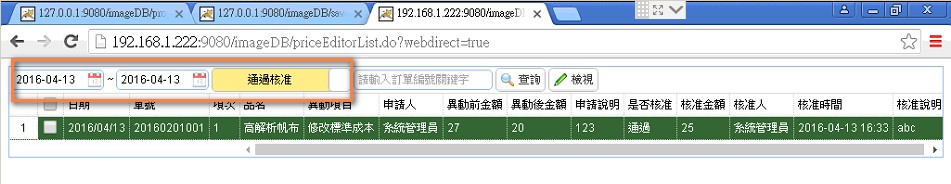 127.0.0.1:9080/imageDB/pr
127.0.0.1:9080/imageDB/sav
192.168.1.222:9080/imageD
192.168.1.222:9080/imageDB/priceEditorList.do?webdirect=true
2016-04-13 ~ 2016-04-13 通過核准 請輸入訂單編號關鍵字 查詢 檢視
日期 單號 項次 品名 異動項目 申請人 異動前金額 異動後金額 申請說明 是否核准 核准金額 核准人 核准時間 核准說明
1 2016/04/13 20160201001 1 高解析帆布 修改標準成本 系統管理員 27 20 123 通過 25 系統管理員 2016-04-13 16:33 abc